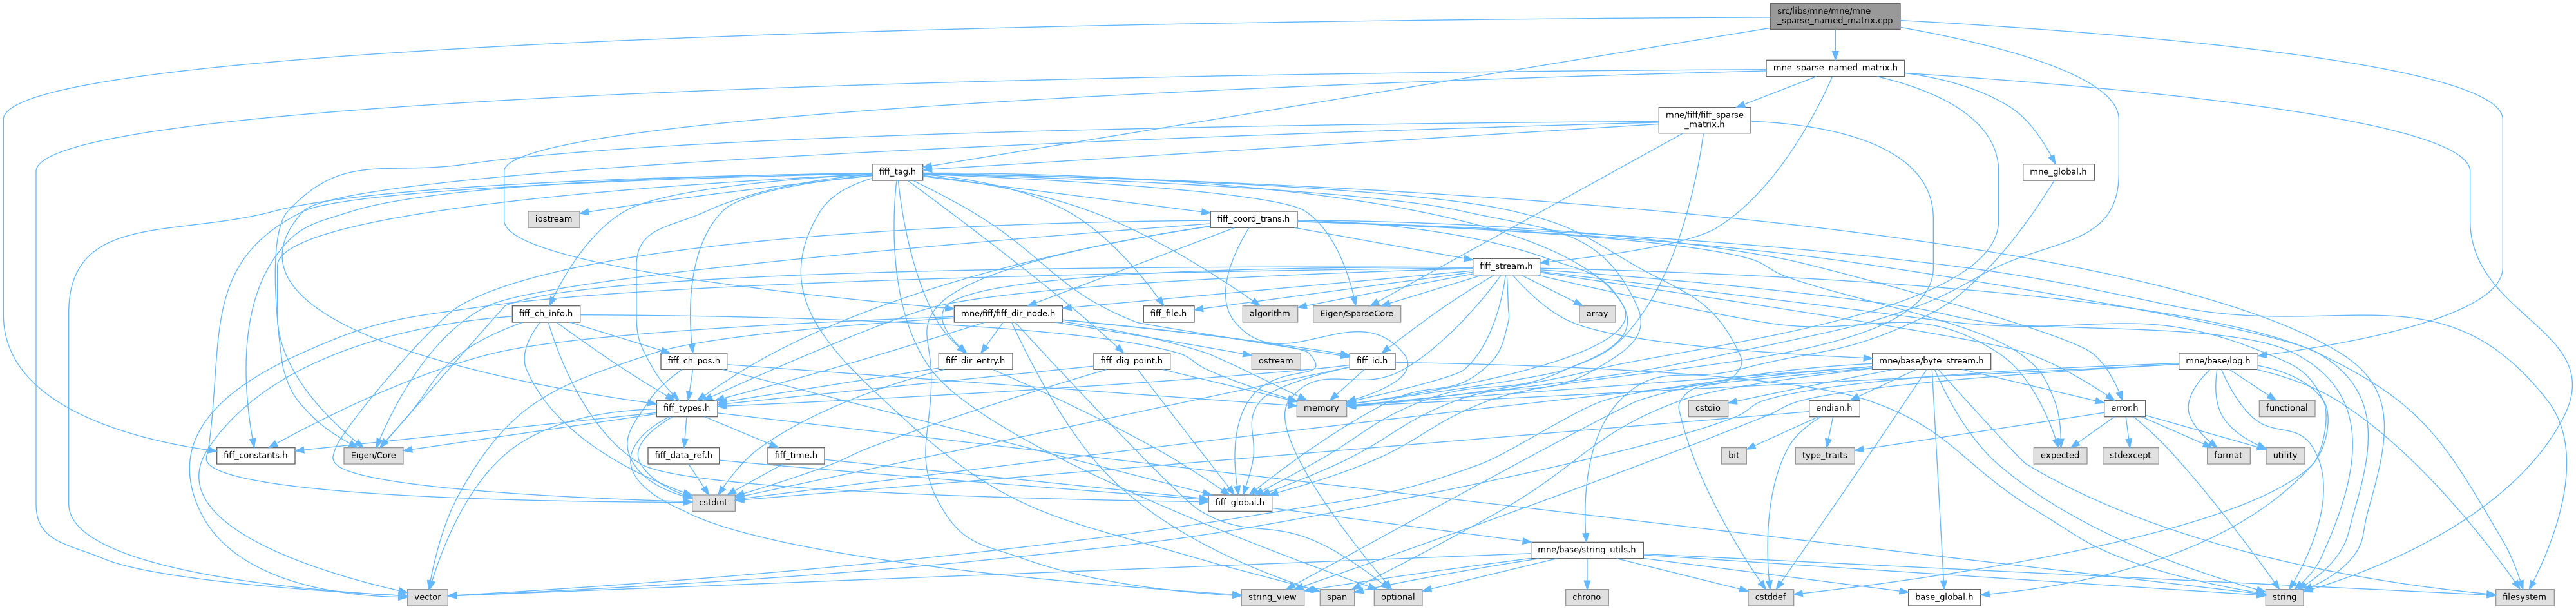 src/libs/mne/mne/mne
_sparse_named_matrix.cpp
mne_sparse_named_matrix.h
mne/fiff/fiff_sparse
_matrix.h
fiff_tag.h
mne_global.h
iostream
fiff_coord_trans.h
fiff_stream.h
fiff_ch_info.h
mne/fiff/fiff_dir_node.h
fiff_file.h
algorithm
Eigen/SparseCore
array
fiff_ch_pos.h
fiff_dir_entry.h
fiff_dig_point.h
ostream
fiff_id.h
mne/base/byte_stream.h
mne/base/log.h
fiff_types.h
memory
cstdio
endian.h
error.h
functional
fiff_constants.h
Eigen/Core
fiff_data_ref.h
fiff_time.h
bit
type_traits
expected
stdexcept
format
utility
cstdint
fiff_global.h
mne/base/string_utils.h
vector
string_view
span
optional
chrono
cstddef
base_global.h
string
filesystem